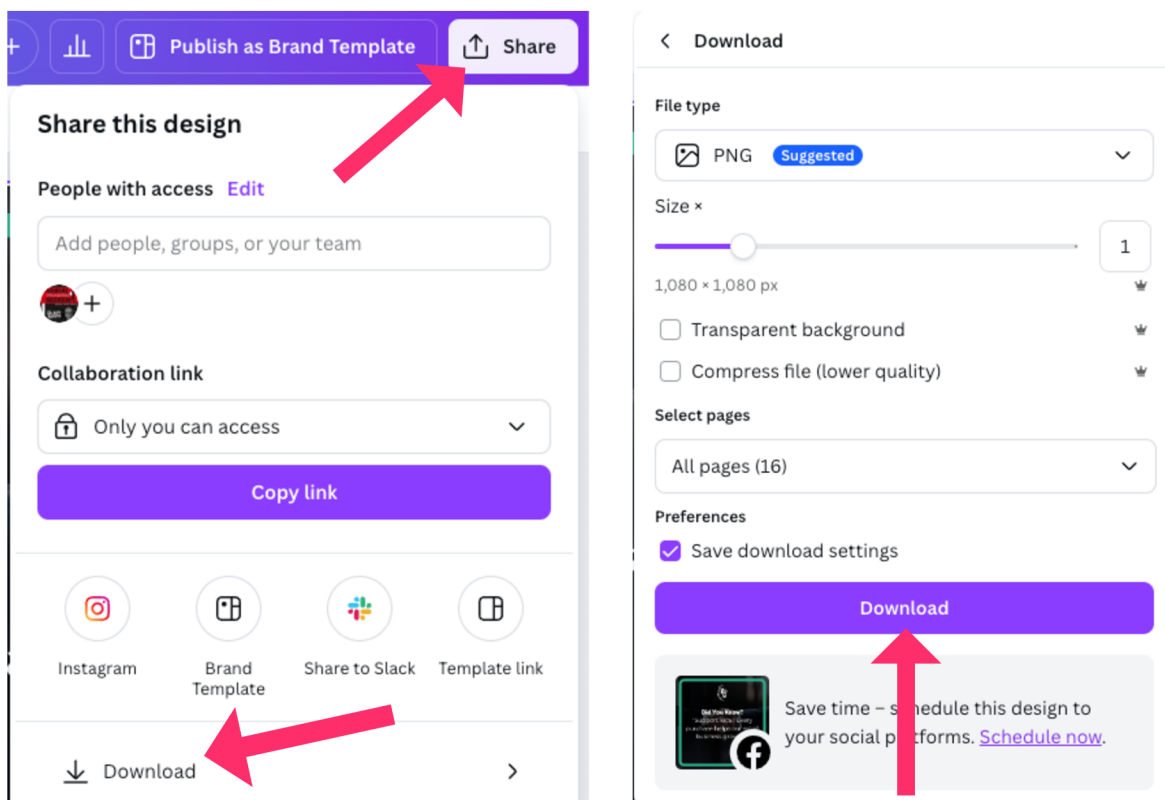 Publish as Brand Template
Share
Share this design
People with access Edit
Add people, groups, or your team
Collaboration link
Only you can access
Copy link
Instagram
Brand
Template
Share to Slack
Template link
Download
Download
File type
PNG Suggested
Size ×
1
1,080 × 1,080 px
Transparent background
Compress file (lower quality)
Select pages
All pages (16)
Preferences
Save download settings
Download
Did You Know?
Save time – schedule this design to
your social platforms. Schedule now.